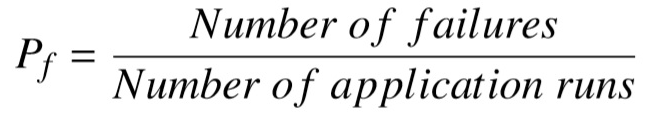 P_f = Number of failures / Number of application runs